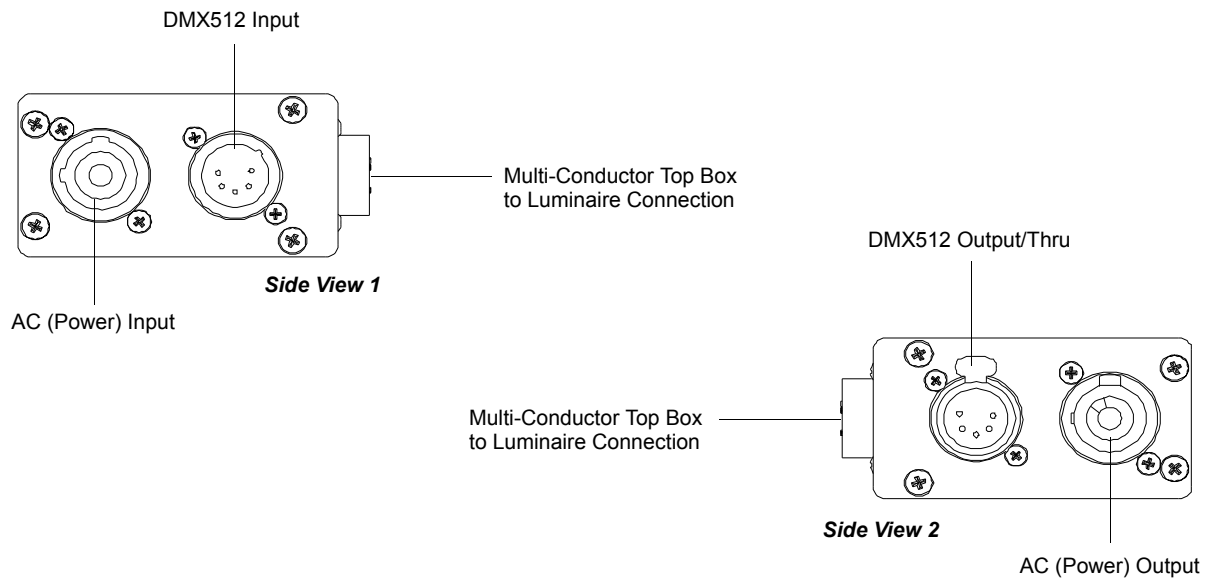 DMX512 Input
Multi-Conductor Top Box
to Luminaire Connection
Side View 1
AC (Power) Input
DMX512 Output/Thru
Multi-Conductor Top Box
to Luminaire Connection
Side View 2
AC (Power) Output